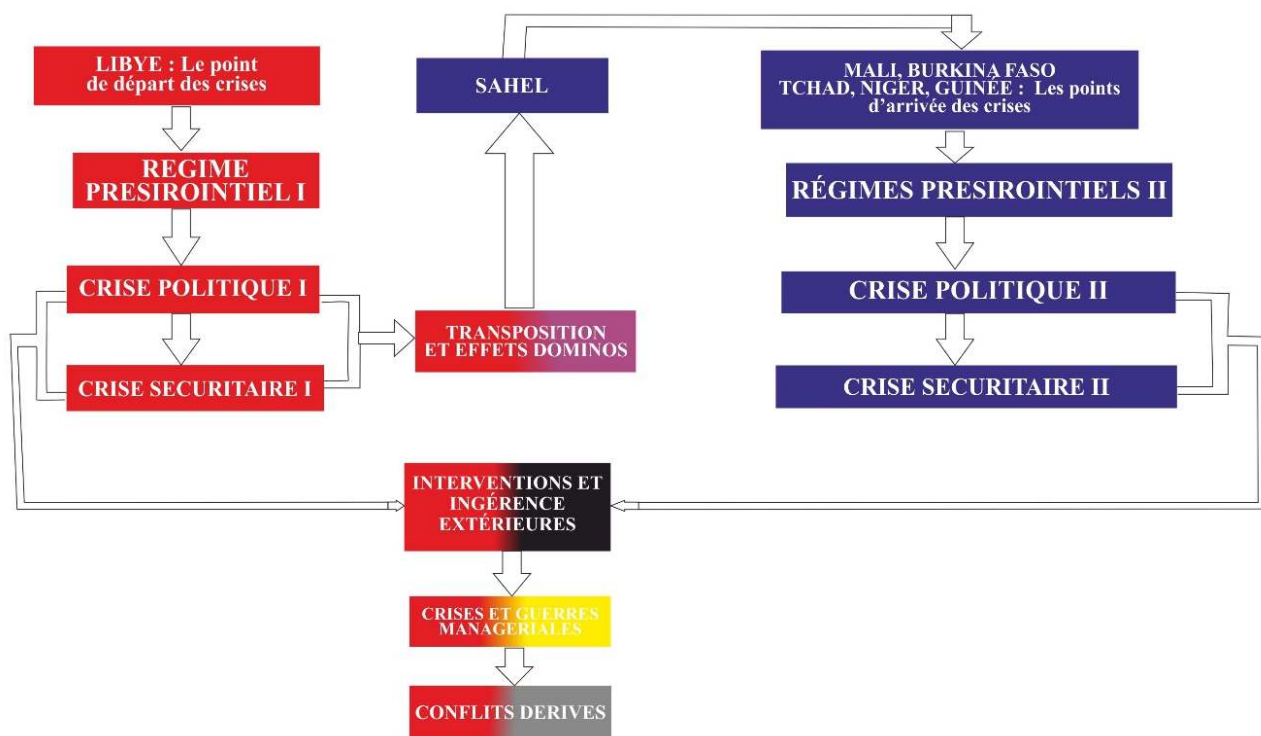 LIBYE : Le point
de départ des crises
REGIME
PRESIROINTIEL I
CRISE POLITIQUE I
CRISE SECURITAIRE I
TRANSPOSITION
ET EFFETS DOMINOS
SAHEL
MALI, BURKINA FASO
TCHAD, NIGER, GUINÉE : Les points
d'arrivée des crises
RÉGIMES PRESIROINTIELS II
CRISE POLITIQUE II
CRISE SECURITAIRE II
INTERVENTIONS ET
INGÉRENCE
EXTÉRIEURES
CRISES ET GUERRES
MANAGERIALES
CONFLITS DERIVES